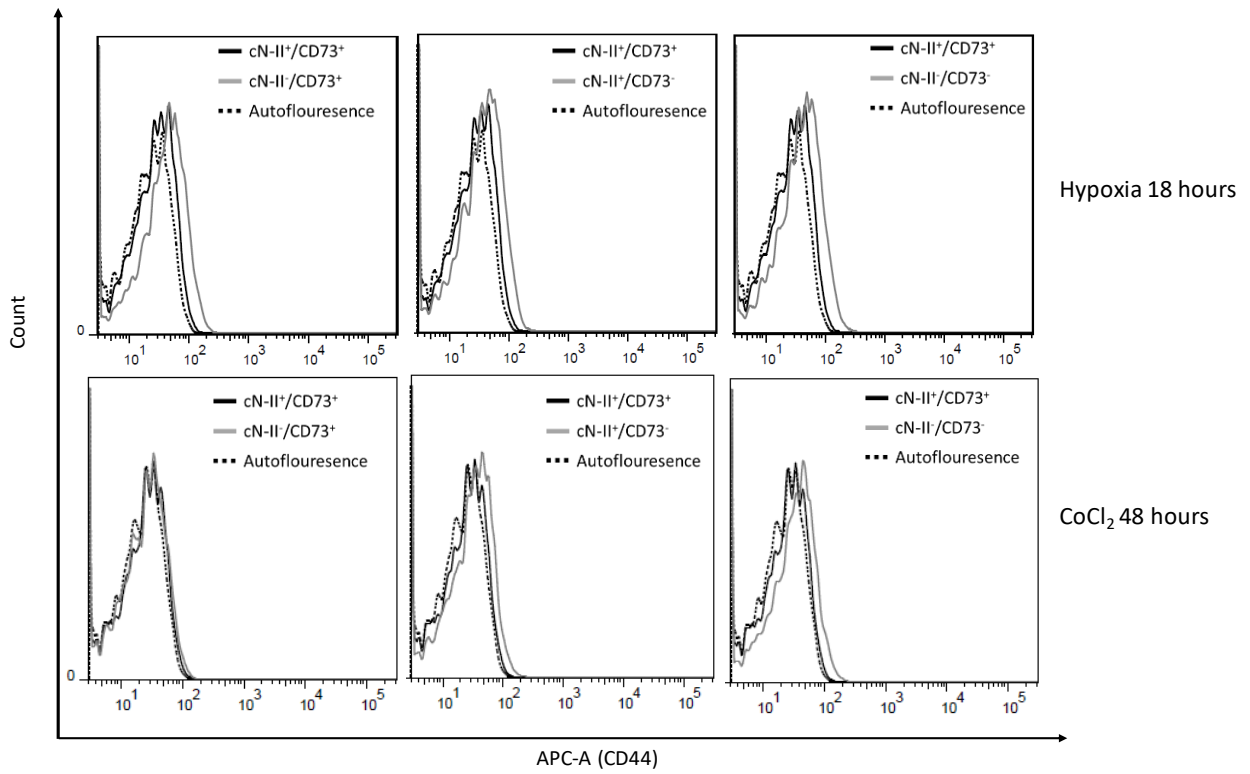 cN-II⁺/CD73⁺
cN-II⁻/CD73⁺
Autoflouresence
cN-II⁺/CD73⁺
cN-II⁺/CD73⁻
Autoflouresence
cN-II⁺/CD73⁺
cN-II⁻/CD73⁻
Autoflouresence
Hypoxia 18 hours
0
10¹ 10² 10³ 10⁴ 10⁵
10¹ 10² 10³ 10⁴ 10⁵
10¹ 10² 10³ 10⁴ 10⁵
Count
cN-II⁺/CD73⁺
cN-II⁻/CD73⁺
Autoflouresence
cN-II⁺/CD73⁺
cN-II⁺/CD73⁻
Autoflouresence
cN-II⁺/CD73⁺
cN-II⁻/CD73⁻
Autoflouresence
CoCl₂ 48 hours
0
10¹ 10² 10³ 10⁴ 10⁵
10¹ 10² 10³ 10⁴ 10⁵
10¹ 10² 10³ 10⁴ 10⁵
APC-A (CD44)